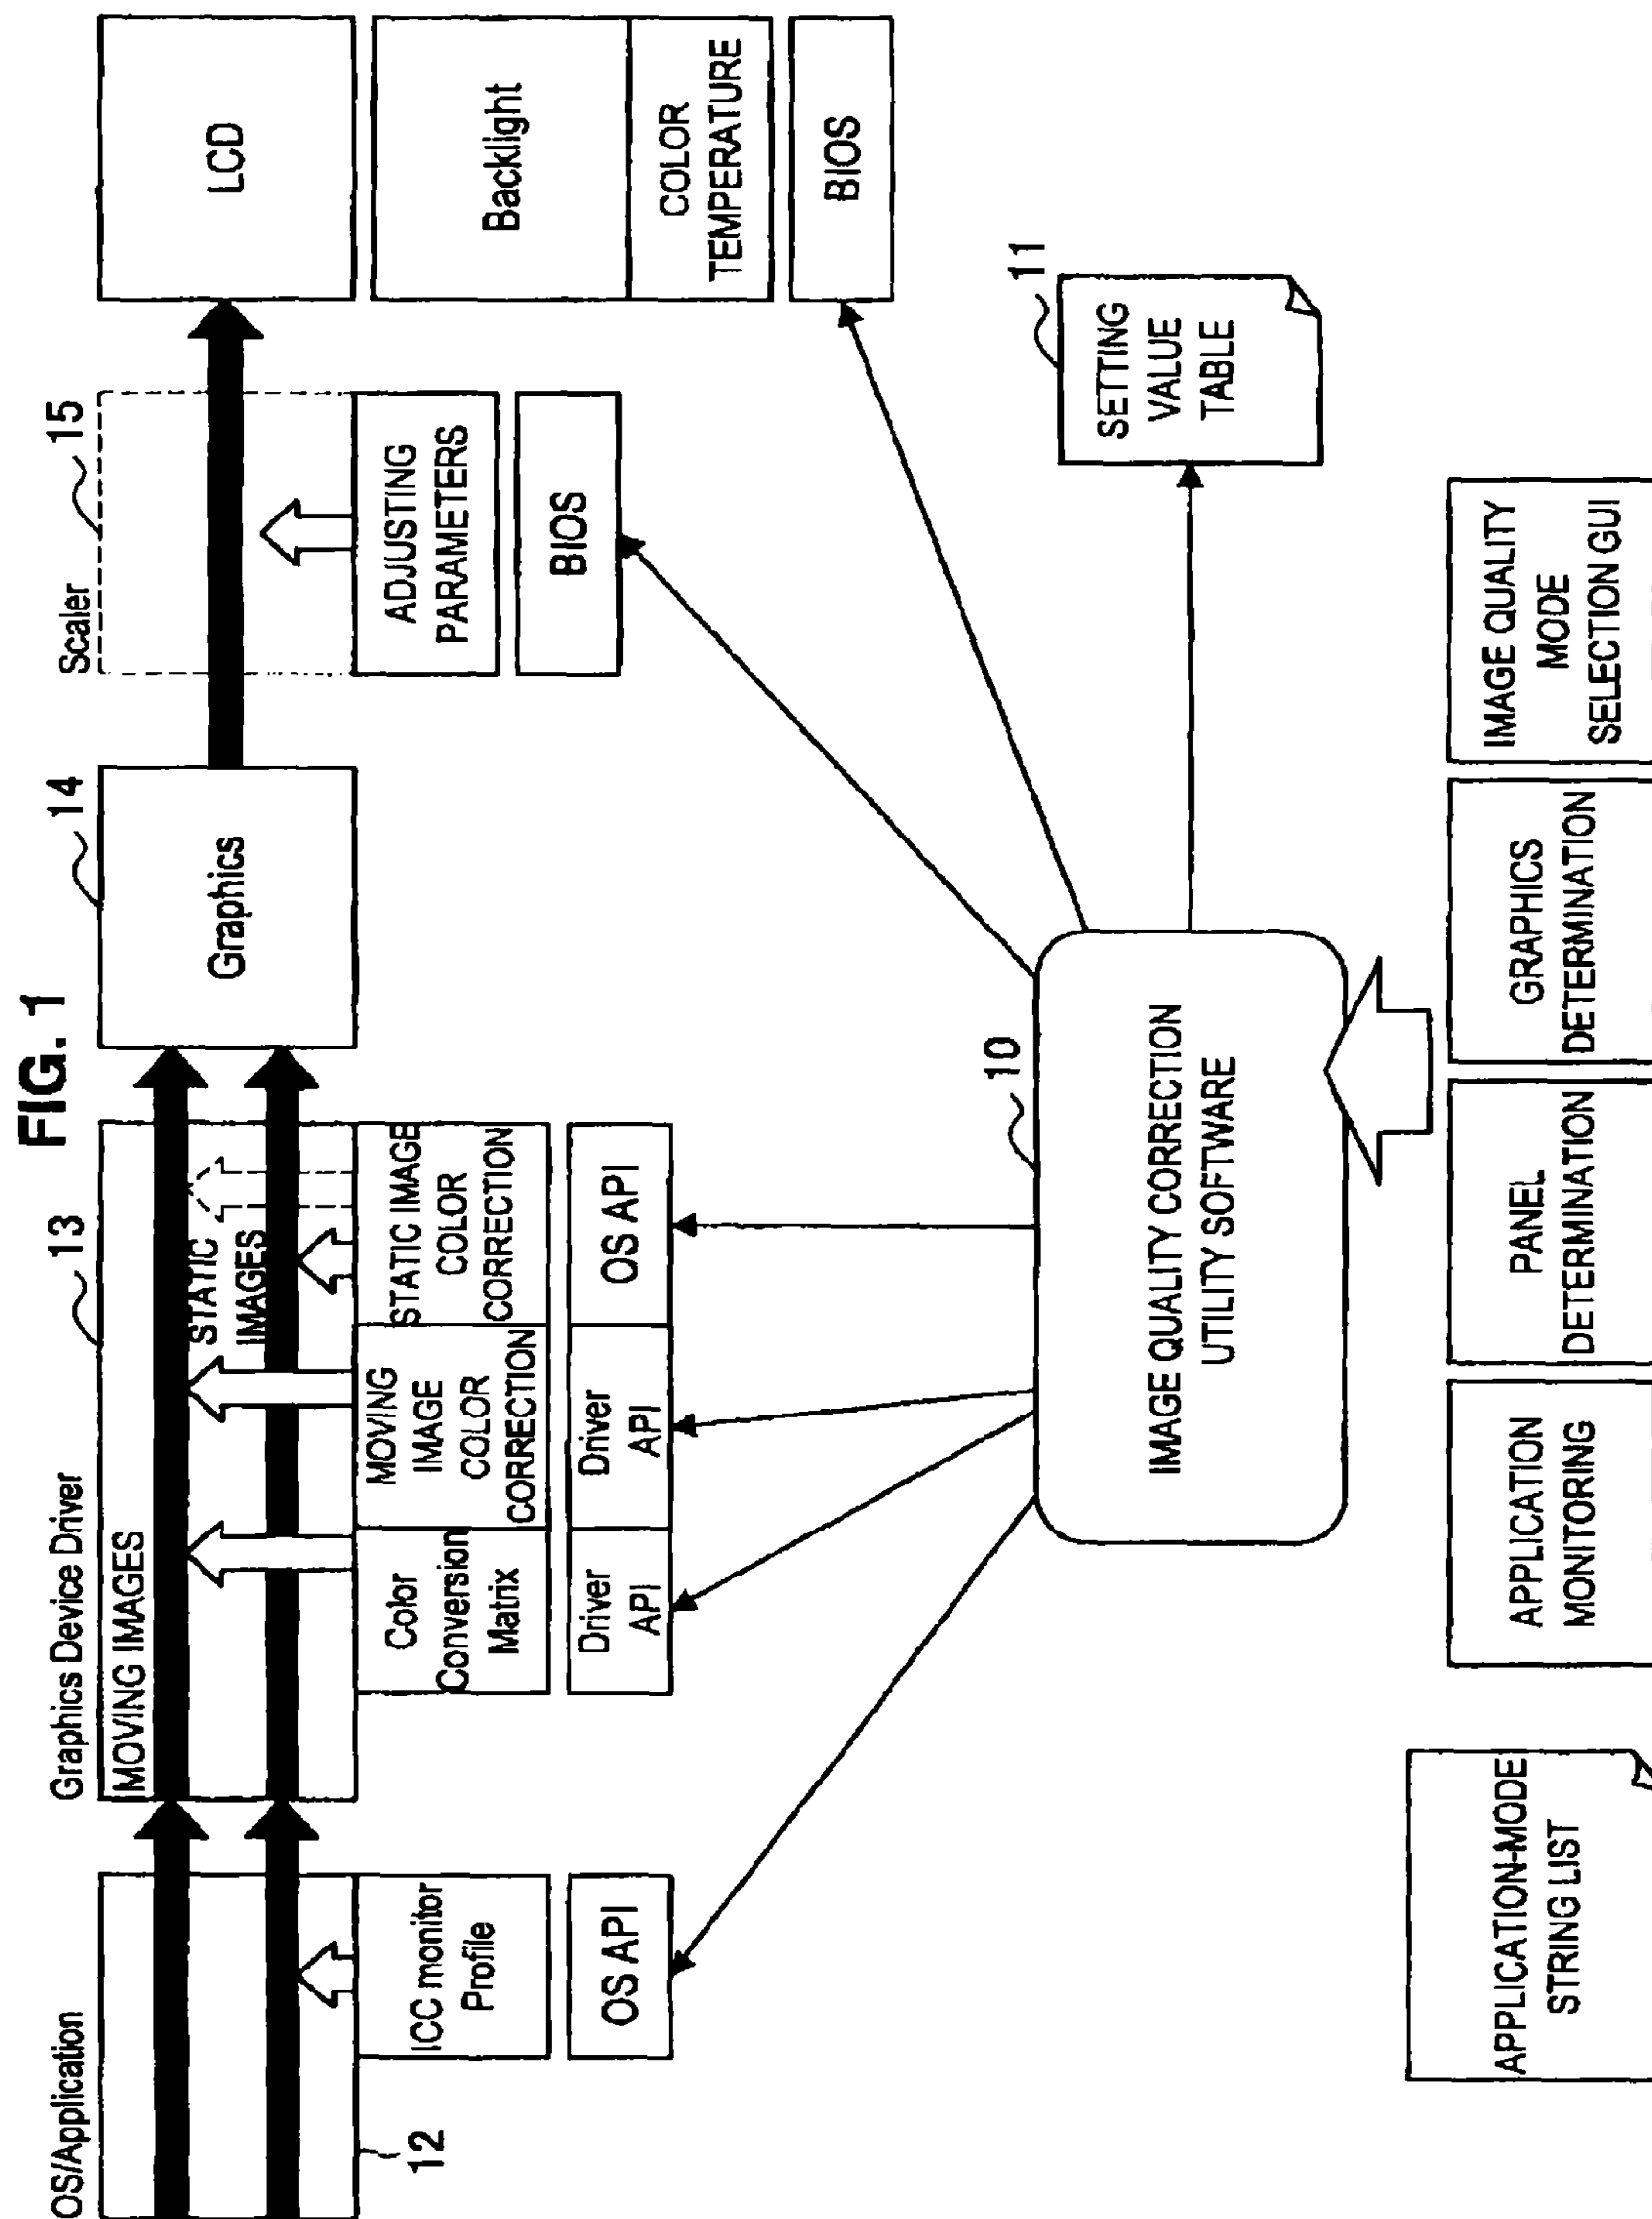 FIG. 1
OS/Application
12
ICC monitor
Profile
OS API
Graphics Device Driver
13
MOVING IMAGES
STATIC
IMAGES
Color
Conversion
Matrix
Driver
API
MOVING
IMAGE
COLOR
CORRECTION
Driver
API
STATIC IMAGE
COLOR
CORRECTION
OS API
14
Graphics
Scaler
15
ADJUSTING
PARAMETERS
BIOS
LCD
Backlight
COLOR
TEMPERATURE
BIOS
10
IMAGE QUALITY CORRECTION
UTILITY SOFTWARE
11
SETTING
VALUE
TABLE
APPLICATION-MODE
STRING LIST
APPLICATION
MONITORING
PANEL
DETERMINATION
GRAPHICS
DETERMINATION
IMAGE QUALITY
MODE
SELECTION GUI